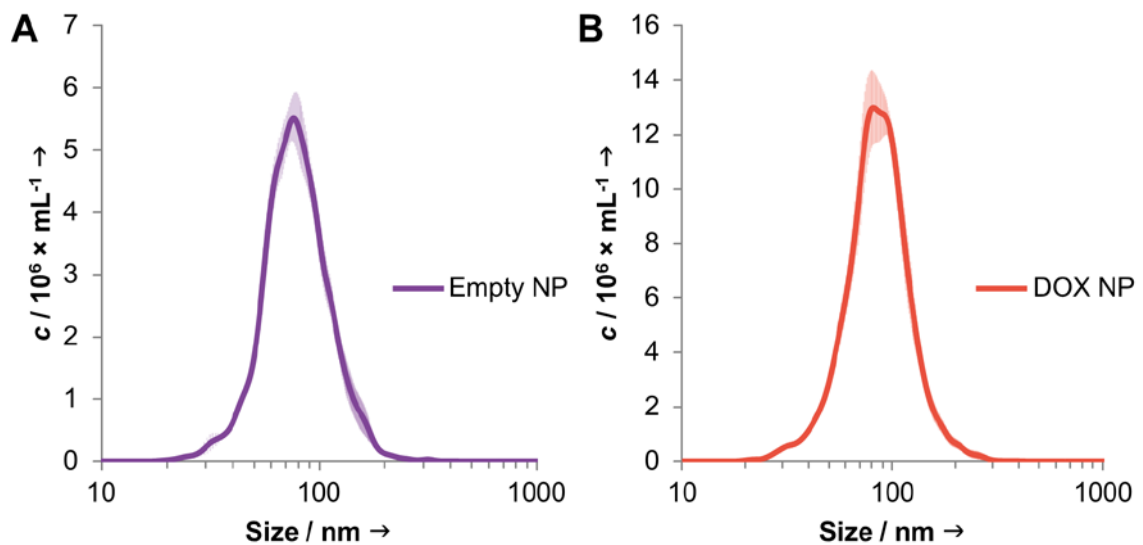 A
7
6
5
4
3
2
1
0
c / 10⁶ × mL⁻¹ →
Empty NP
10 100 1000
Size / nm →
B
16
14
12
10
8
6
4
2
0
c / 10⁶ × mL⁻¹ →
DOX NP
10 100 1000
Size / nm →